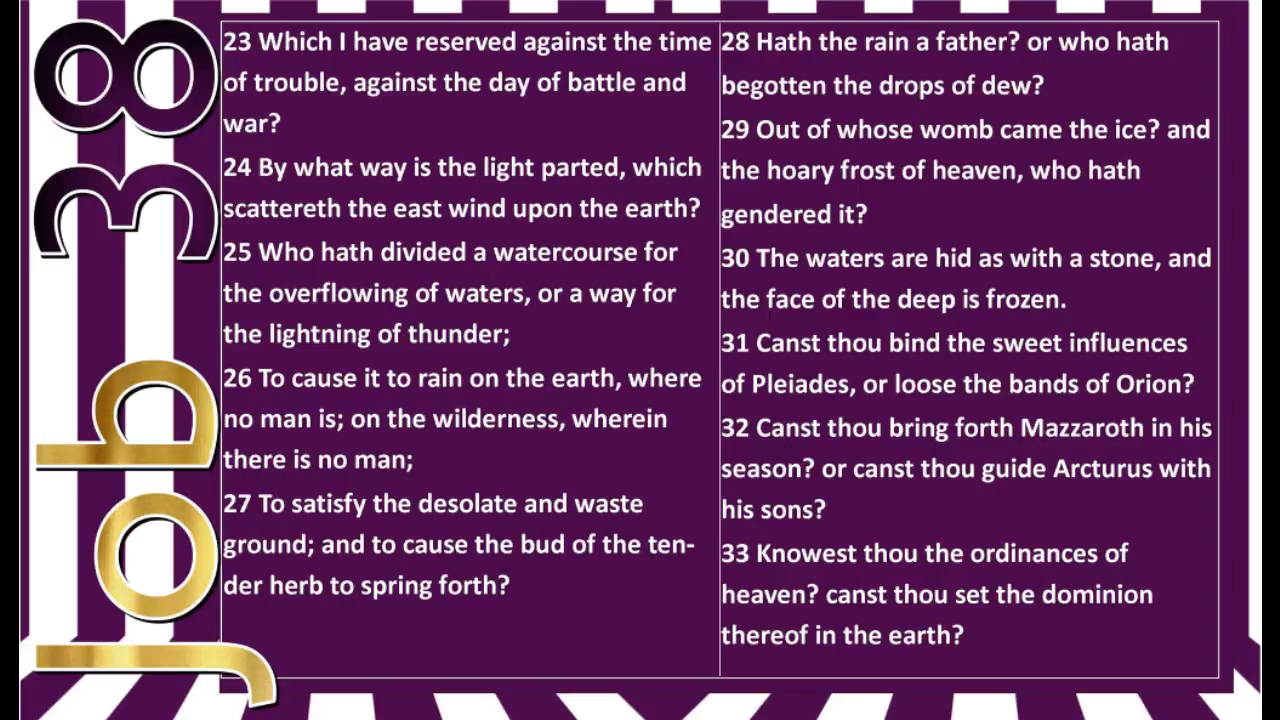 Job 38
23 Which I have reserved against the time
of trouble, against the day of battle and
war?
24 By what way is the light parted, which
scattereth the east wind upon the earth?
25 Who hath divided a watercourse for
the overflowing of waters, or a way for
the lightning of thunder;
26 To cause it to rain on the earth, where
no man is; on the wilderness, wherein
there is no man;
27 To satisfy the desolate and waste
ground; and to cause the bud of the ten-
der herb to spring forth?
28 Hath the rain a father? or who hath
begotten the drops of dew?
29 Out of whose womb came the ice? and
the hoary frost of heaven, who hath
gendered it?
30 The waters are hid as with a stone, and
the face of the deep is frozen.
31 Canst thou bind the sweet influences
of Pleiades, or loose the bands of Orion?
32 Canst thou bring forth Mazzaroth in his
season? or canst thou guide Arcturus with
his sons?
33 Knowest thou the ordinances of
heaven? canst thou set the dominion
thereof in the earth?